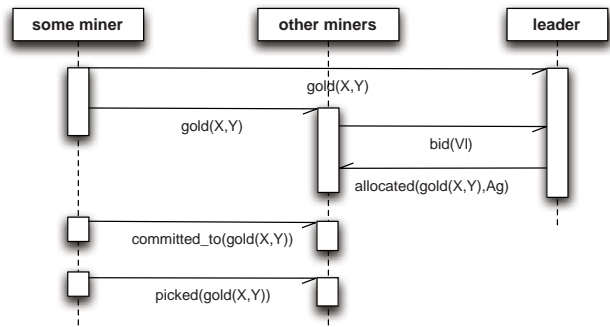 some miner
other miners
leader
gold(X,Y)
gold(X,Y)
bid(Vl)
allocated(gold(X,Y),Ag)
committed_to(gold(X,Y))
picked(gold(X,Y))